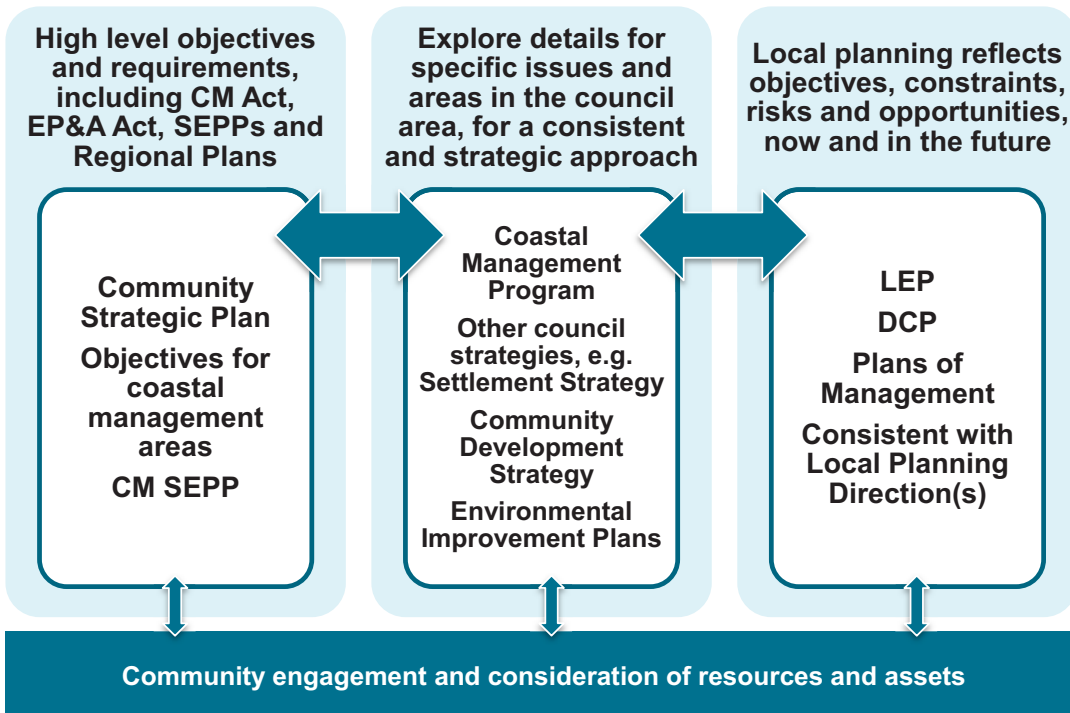 High level objectives
and requirements,
including CM Act,
EP&A Act, SEPPs and
Regional Plans
Community
Strategic Plan
Objectives for
coastal
management
areas
CM SEPP
Explore details for
specific issues and
areas in the council
area, for a consistent
and strategic approach
Coastal
Management
Program
Other council
strategies, e.g.
Settlement Strategy
Community
Development
Strategy
Environmental
Improvement Plans
Local planning reflects
objectives, constraints,
risks and opportunities,
now and in the future
LEP
DCP
Plans of
Management
Consistent with
Local Planning
Direction(s)
Community engagement and consideration of resources and assets